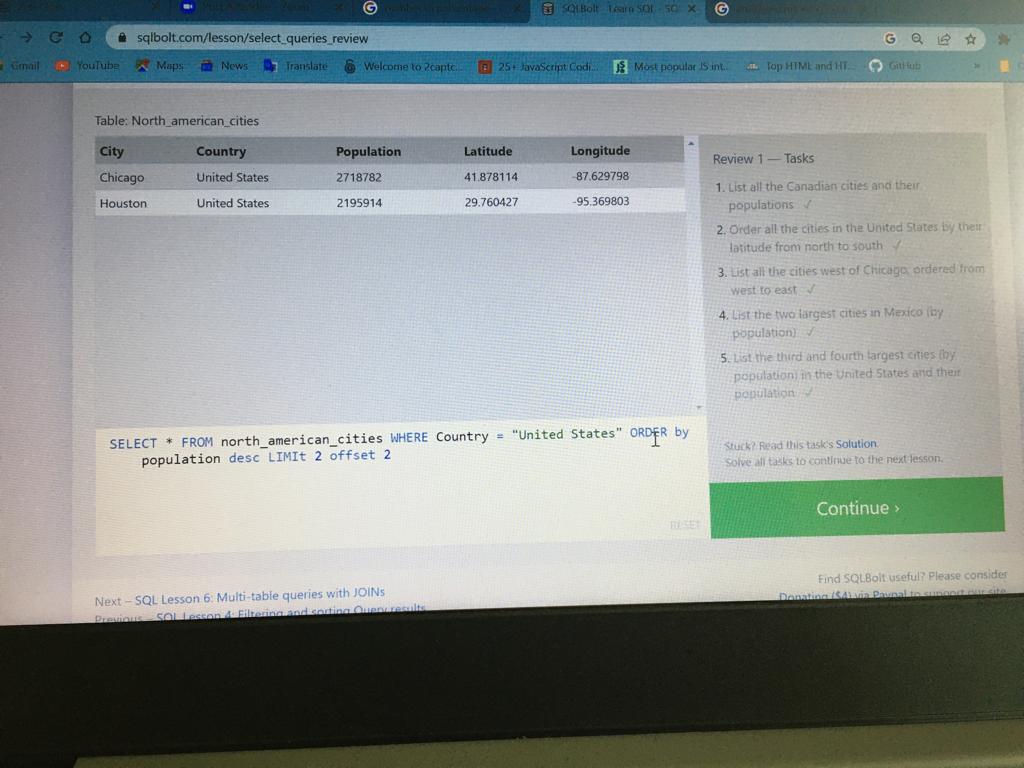 SQLBolt - Learn SQL - SQ
sqlbolt.com/lesson/select_queries_review
Gmail YouTube Maps News Translate Welcome to 2captc... 25+ JavaScript Codi... Most popular JS int... Top HTML and HT... GitHub »
Table: North_american_cities
City Country Population Latitude Longitude
Chicago United States 2718782 41.878114 -87.629798
Houston United States 2195914 29.760427 -95.369803
Review 1 — Tasks
1. List all the Canadian cities and their
populations ✓
2. Order all the cities in the United States by their
latitude from north to south ✓
3. List all the cities west of Chicago, ordered from
west to east ✓
4. List the two largest cities in Mexico (by
population) ✓
5. List the third and fourth largest cities (by
population) in the United States and their
population ✓
SELECT * FROM north_american_cities WHERE Country = "United States" ORDER by
population desc LIMIt 2 offset 2
RESET
Stuck? Read this task's Solution.
Solve all tasks to continue to the next lesson.
Continue ›
Next – SQL Lesson 6: Multi-table queries with JOINs
Previous – SQL Lesson 4: Filtering and sorting Query results
Find SQLBolt useful? Please consider
Donating ($4) via Paypal to support our site